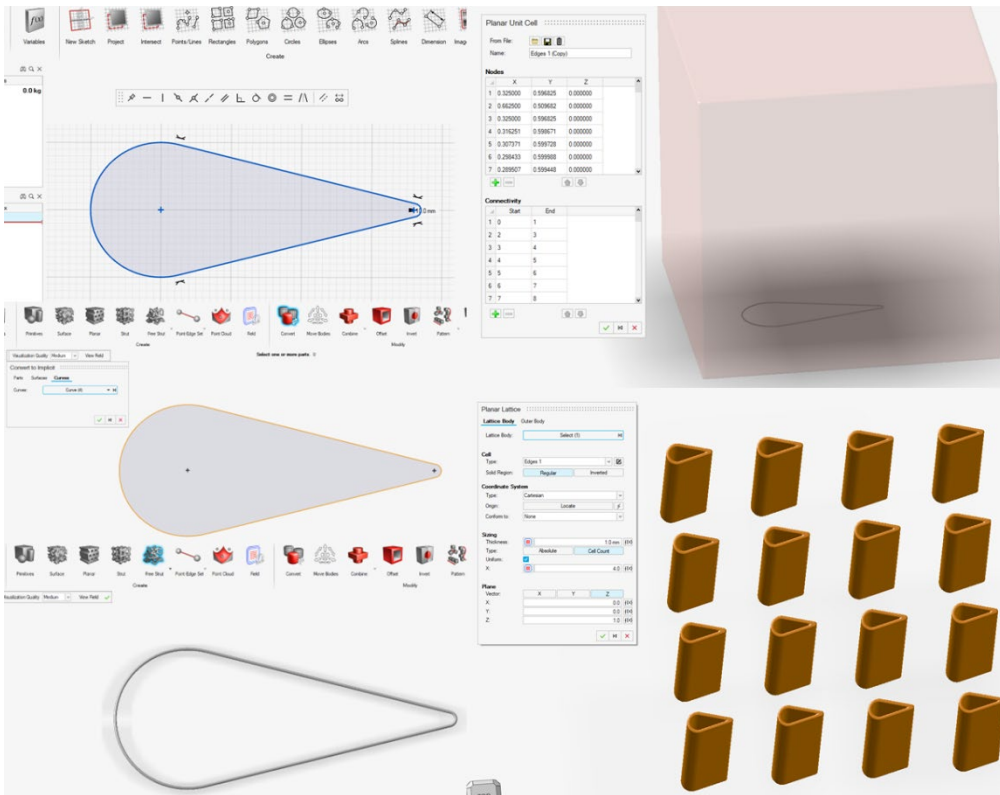 Variables New Sketch Project Intersect Points/Lines Rectangles Polygons Circles Ellipses Arcs Splines Dimension Imag
Create
0.0 kg
.0 mm
Primitives Surface Planar Strut Free Strut Point Edge Set Point Cloud Field Convert Move Bodies Combine Offset Invert Pattern
Create Modify
Visualization Quality Medium View Field
Select one or more parts.
Convert to Implicit
Parts Surfaces Curves
Curves: Curve (4)
Primitives Surface Planar Strut Free Strut Point Edge Set Point Cloud Field Convert Move Bodies Combine Offset Invert Pattern
Create Modify
Visualization Quality Medium View Field
Planar Unit Cell
From File:
Name: Edges 1 (Copy)
Nodes
X Y Z
1 0.325000 0.596825 0.000000
2 0.682500 0.509682 0.000000
3 0.325000 0.596825 0.000000
4 0.316251 0.598671 0.000000
5 0.307371 0.599728 0.000000
6 0.298433 0.599988 0.000000
7 0.289507 0.599448 0.000000
Connectivity
Start End
1 0 1
2 2 3
3 3 4
4 4 5
5 5 6
6 6 7
7 7 8
Planar Lattice
Lattice Body Outer Body
Lattice Body: Select (1)
Cell
Type: Edges 1
Solid Region: Regular Inverted
Coordinate System
Type: Cartesian
Origin: Locate
Conform to: None
Sizing
Thickness: 1.0 mm f(x)
Type: Absolute Cell Count
Uniform:
X: 4.0 f(x)
Plane
Vector: X Y Z
X: 0.0 f(x)
Y: 0.0 f(x)
Z: 1.0 f(x)